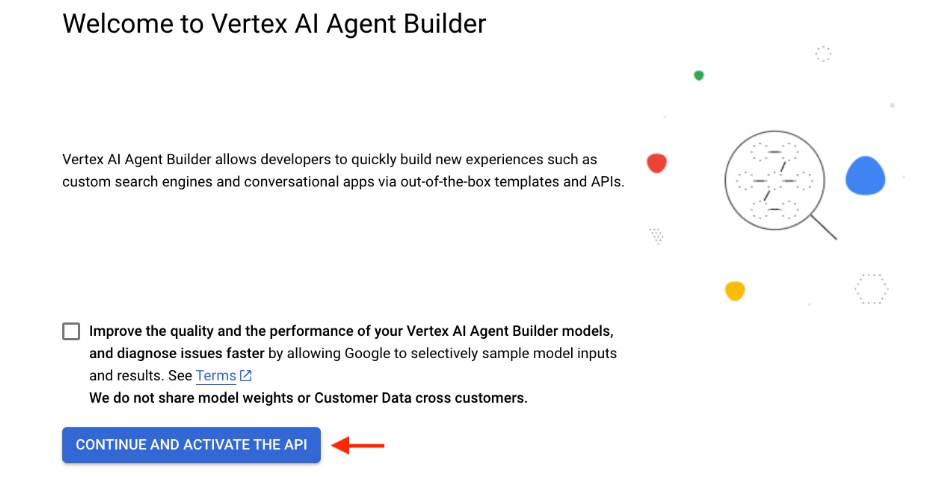 Welcome to Vertex AI Agent Builder
Vertex AI Agent Builder allows developers to quickly build new experiences such as
custom search engines and conversational apps via out-of-the-box templates and APIs.
Improve the quality and the performance of your Vertex AI Agent Builder models,
and diagnose issues faster by allowing Google to selectively sample model inputs
and results. See Terms
We do not share model weights or Customer Data cross customers.
CONTINUE AND ACTIVATE THE API